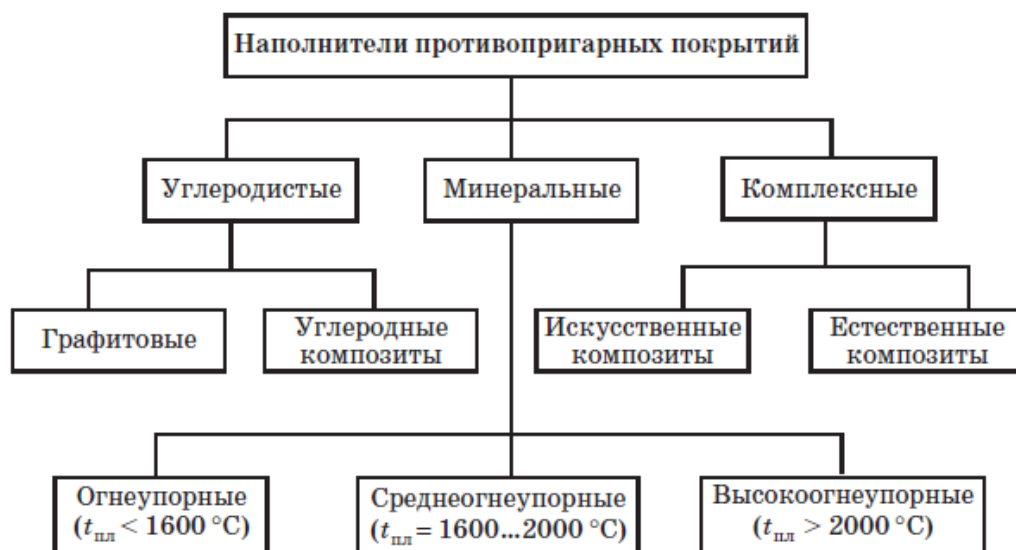 Наполнители противопригарных покрытий
Углеродистые
Минеральные
Комплексные
Графитовые
Углеродные
композиты
Искусственные
композиты
Естественные
композиты
Огнеупорные
(tпл < 1600 °C)
Среднеогнеупорные
(tпл = 1600...2000 °C)
Высокоогнеупорные
(tпл > 2000 °C)